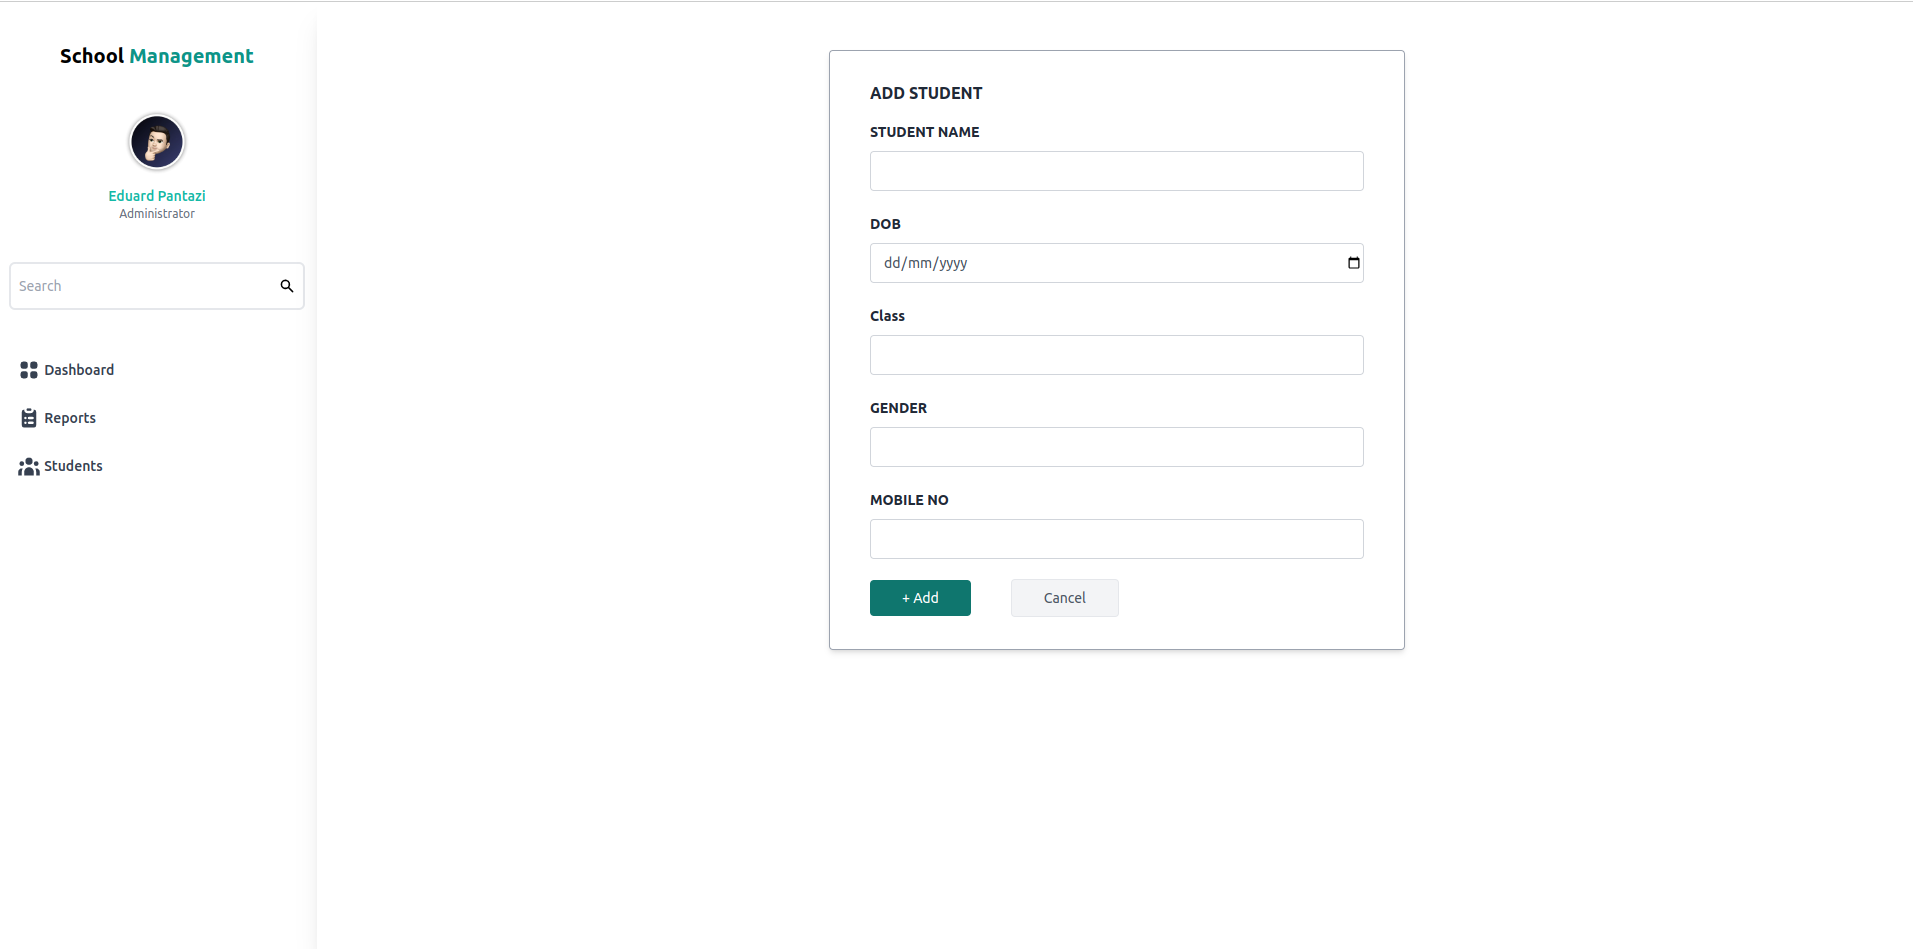 School Management
Eduard Pantazi
Administrator
Search
Dashboard
Reports
Students
ADD STUDENT
STUDENT NAME
DOB
dd/mm/yyyy
Class
GENDER
MOBILE NO
+ Add
Cancel